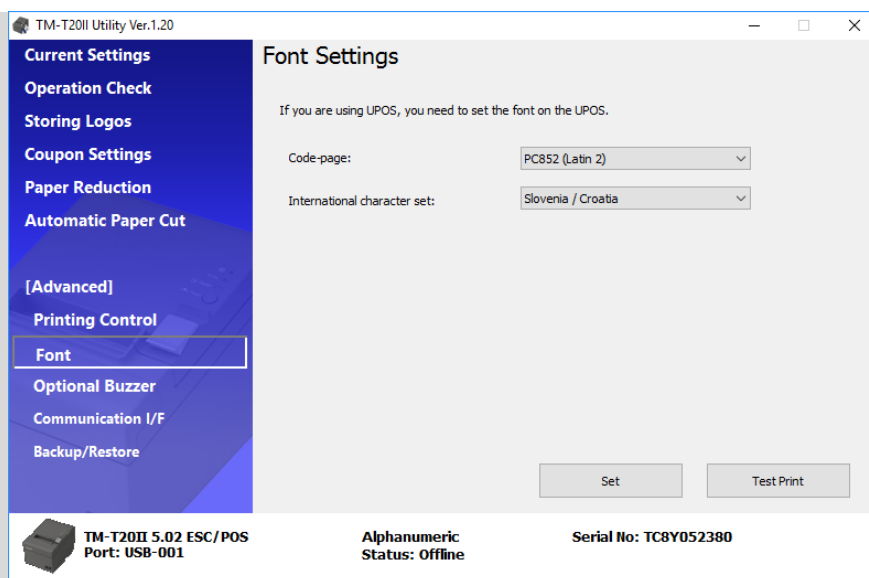 TM-T20II Utility Ver.1.20
Current Settings
Operation Check
Storing Logos
Coupon Settings
Paper Reduction
Automatic Paper Cut
[Advanced]
Printing Control
Font
Optional Buzzer
Communication I/F
Backup/Restore
Font Settings
If you are using UPOS, you need to set the font on the UPOS.
Code-page: PC852 (Latin 2)
International character set: Slovenia / Croatia
Set Test Print
TM-T20II 5.02 ESC/POS
Port: USB-001
Alphanumeric
Status: Offline
Serial No: TC8Y052380